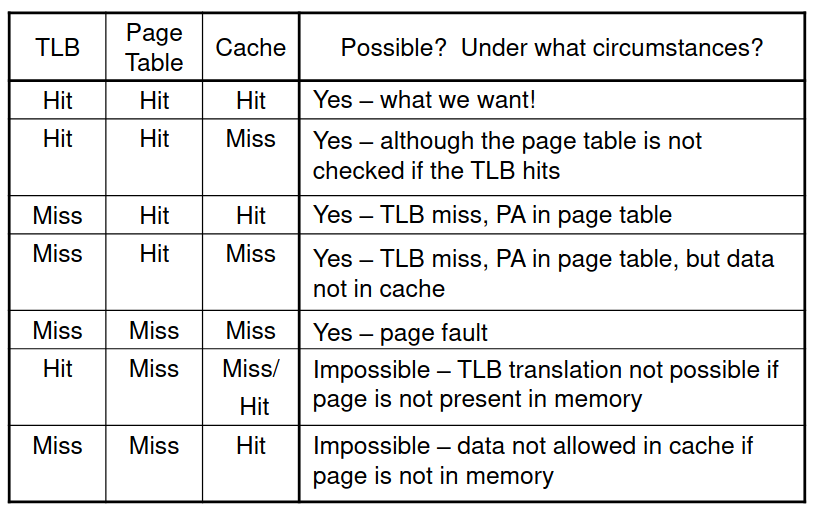 TLB Page Table Cache Possible? Under what circumstances?
Hit Hit Hit Yes – what we want!
Hit Hit Miss Yes – although the page table is not
checked if the TLB hits
Miss Hit Hit Yes – TLB miss, PA in page table
Miss Hit Miss Yes – TLB miss, PA in page table, but data
not in cache
Miss Miss Miss Yes – page fault
Hit Miss Miss/ Impossible – TLB translation not possible if
Hit page is not present in memory
Miss Miss Hit Impossible – data not allowed in cache if
page is not in memory